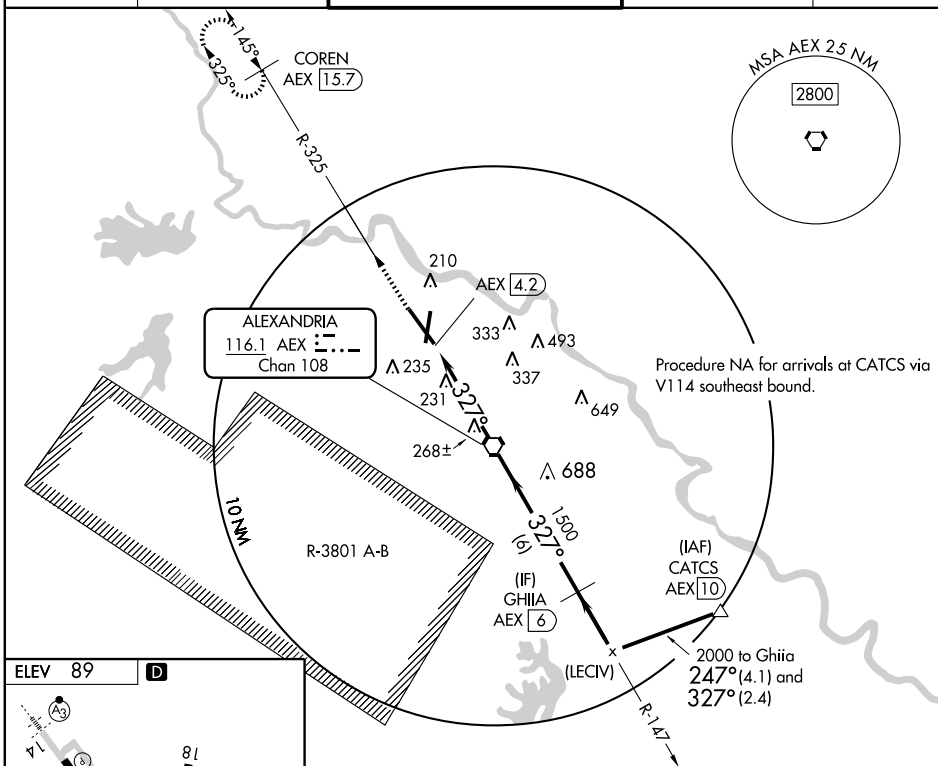 145°
325°
COREN
AEX 15.7
MSA AEX 25 NM
2800
R-325
210
AEX 4.2
ALEXANDRIA
116.1 AEX
Chan 108
333
493
235
337
Procedure NA for arrivals at CATCS via
V114 southeast bound.
231
649
327°
268±
688
10 NM
1500
327°
(6)
R-3801 A-B
(IAF)
CATCS
AEX 10
(IF)
GHIIA
AEX 6
(LECIV)
2000 to Ghiia
247° (4.1) and
327° (2.4)
R-147
ELEV 89
D
A3
14
18